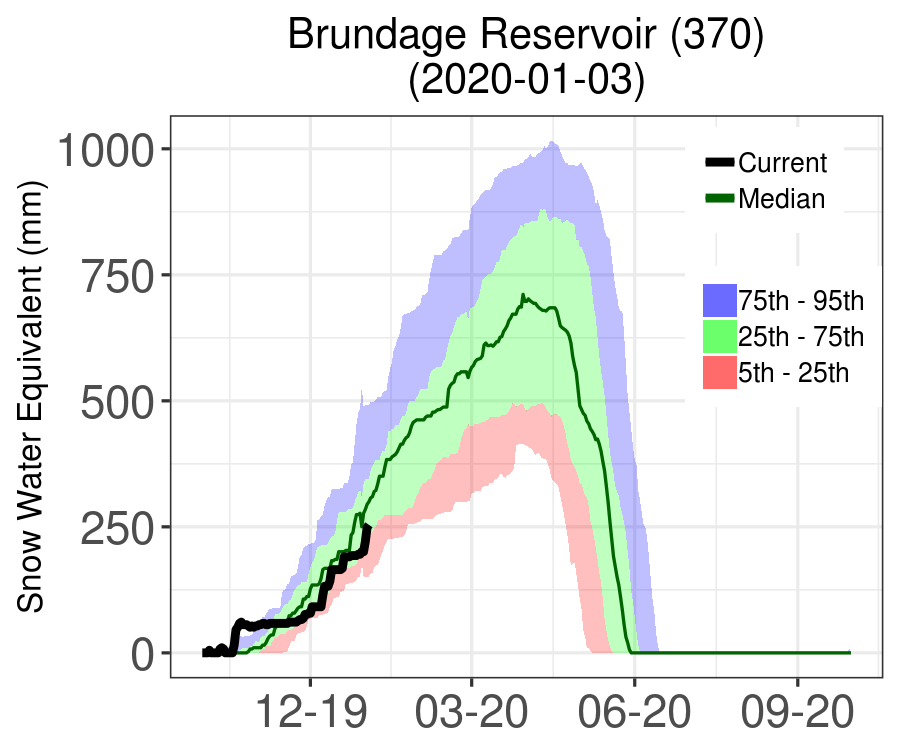 Brundage Reservoir (370)
(2020-01-03)
Snow Water Equivalent (mm)
1000
750
500
250
0
12-19
03-20
06-20
09-20
Current
Median
75th - 95th
25th - 75th
5th - 25th